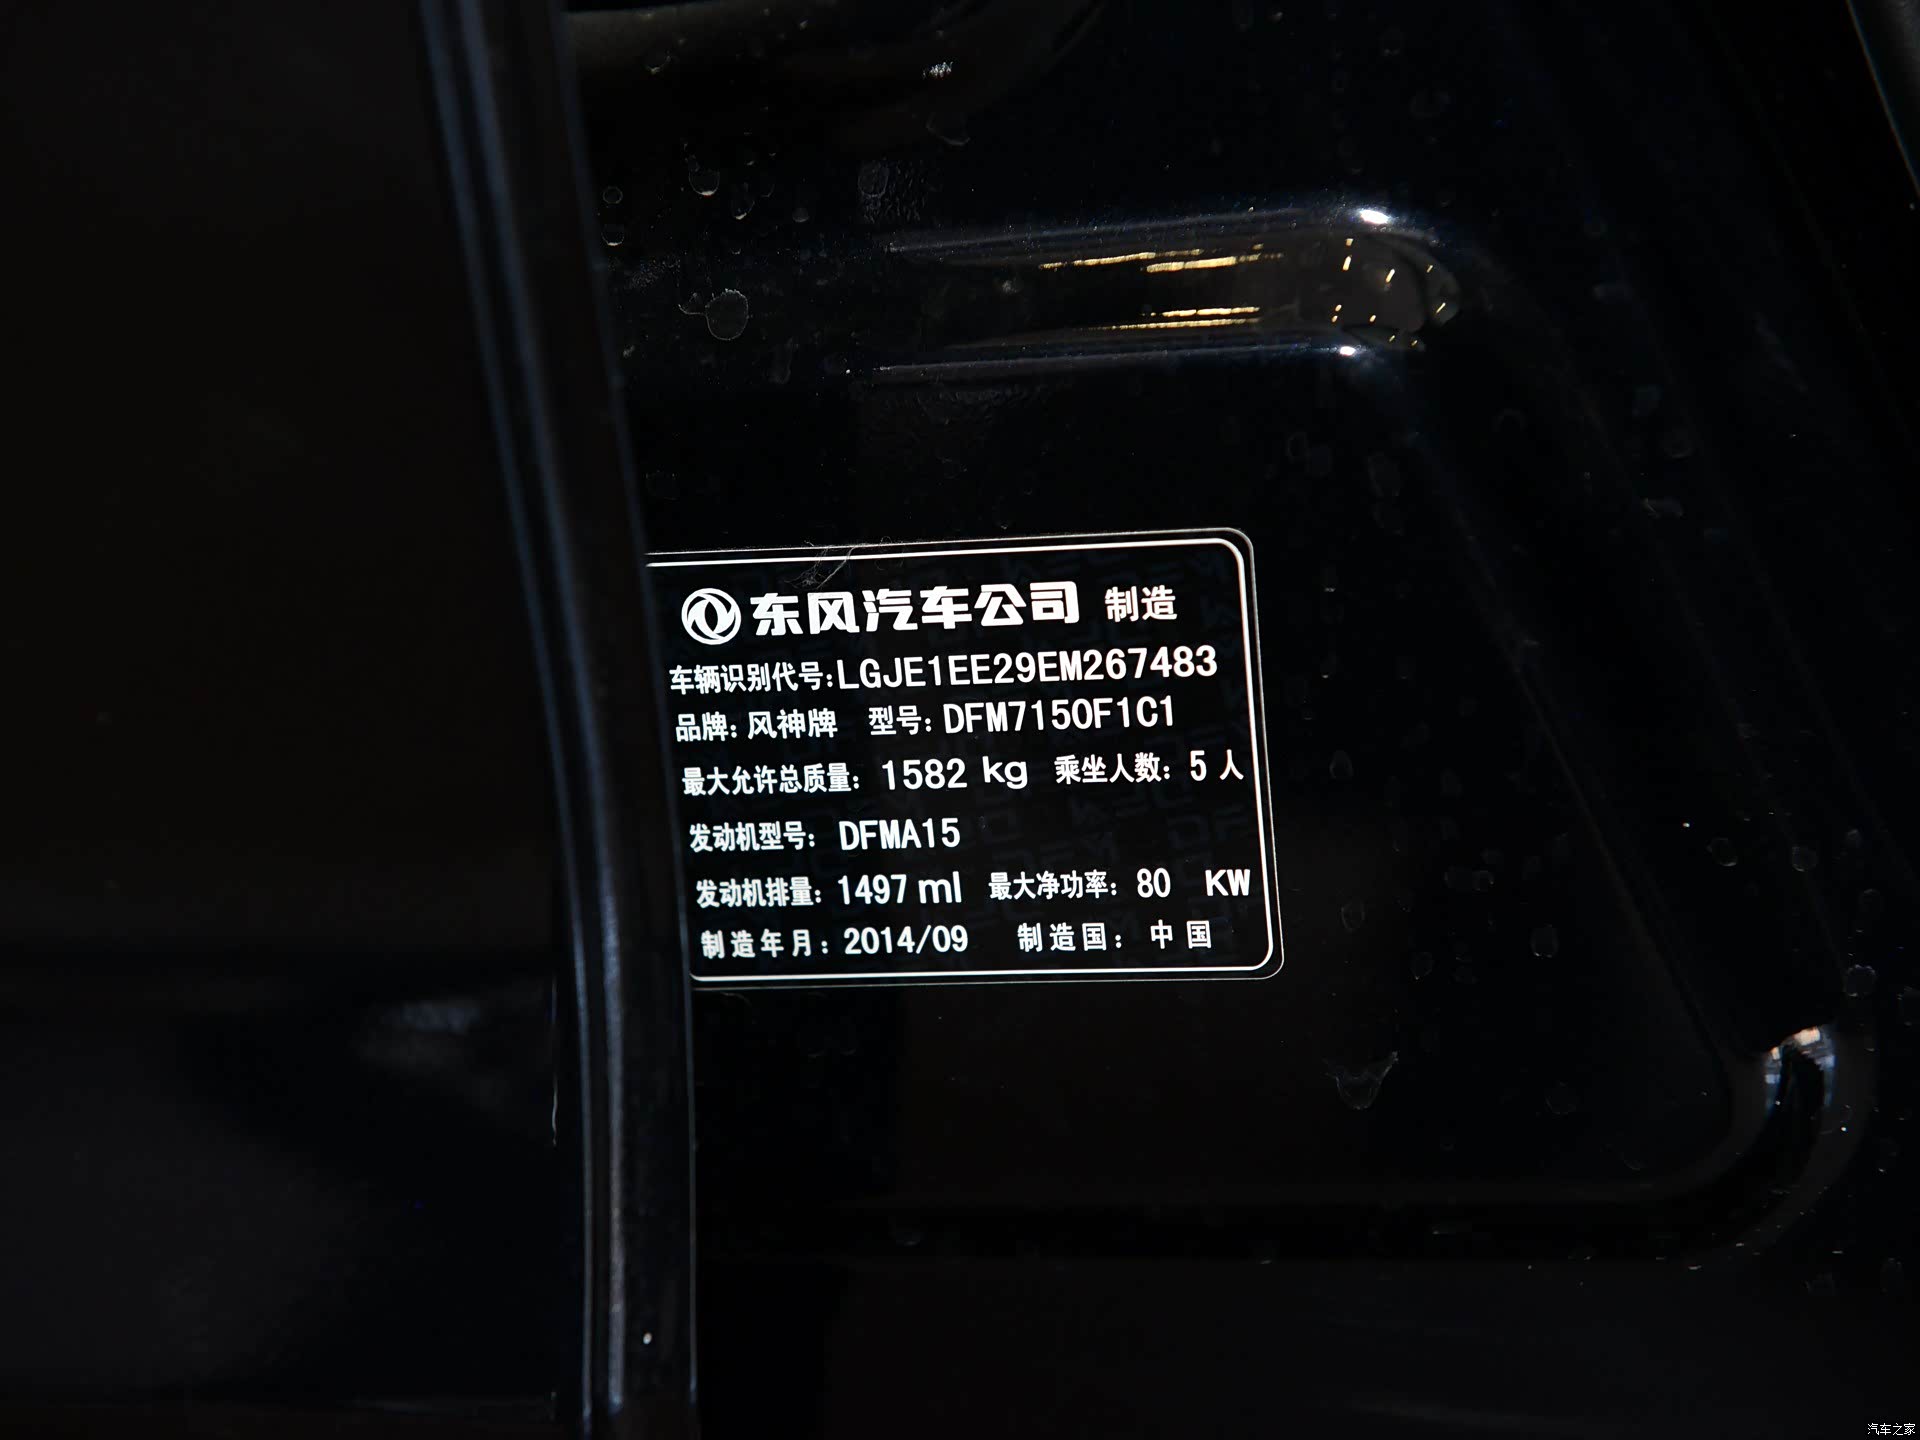 东风汽车公司 制造
车辆识别代号:LGJE1EE29EM267483
品牌: 风神牌 型号: DFM7150F1C1
最大允许总质量: 1582 kg 乘坐人数: 5 人
发动机型号: DFMA15
发动机排量: 1497 ml 最大净功率: 80 KW
制造年月: 2014/09 制造国: 中国
汽车之家